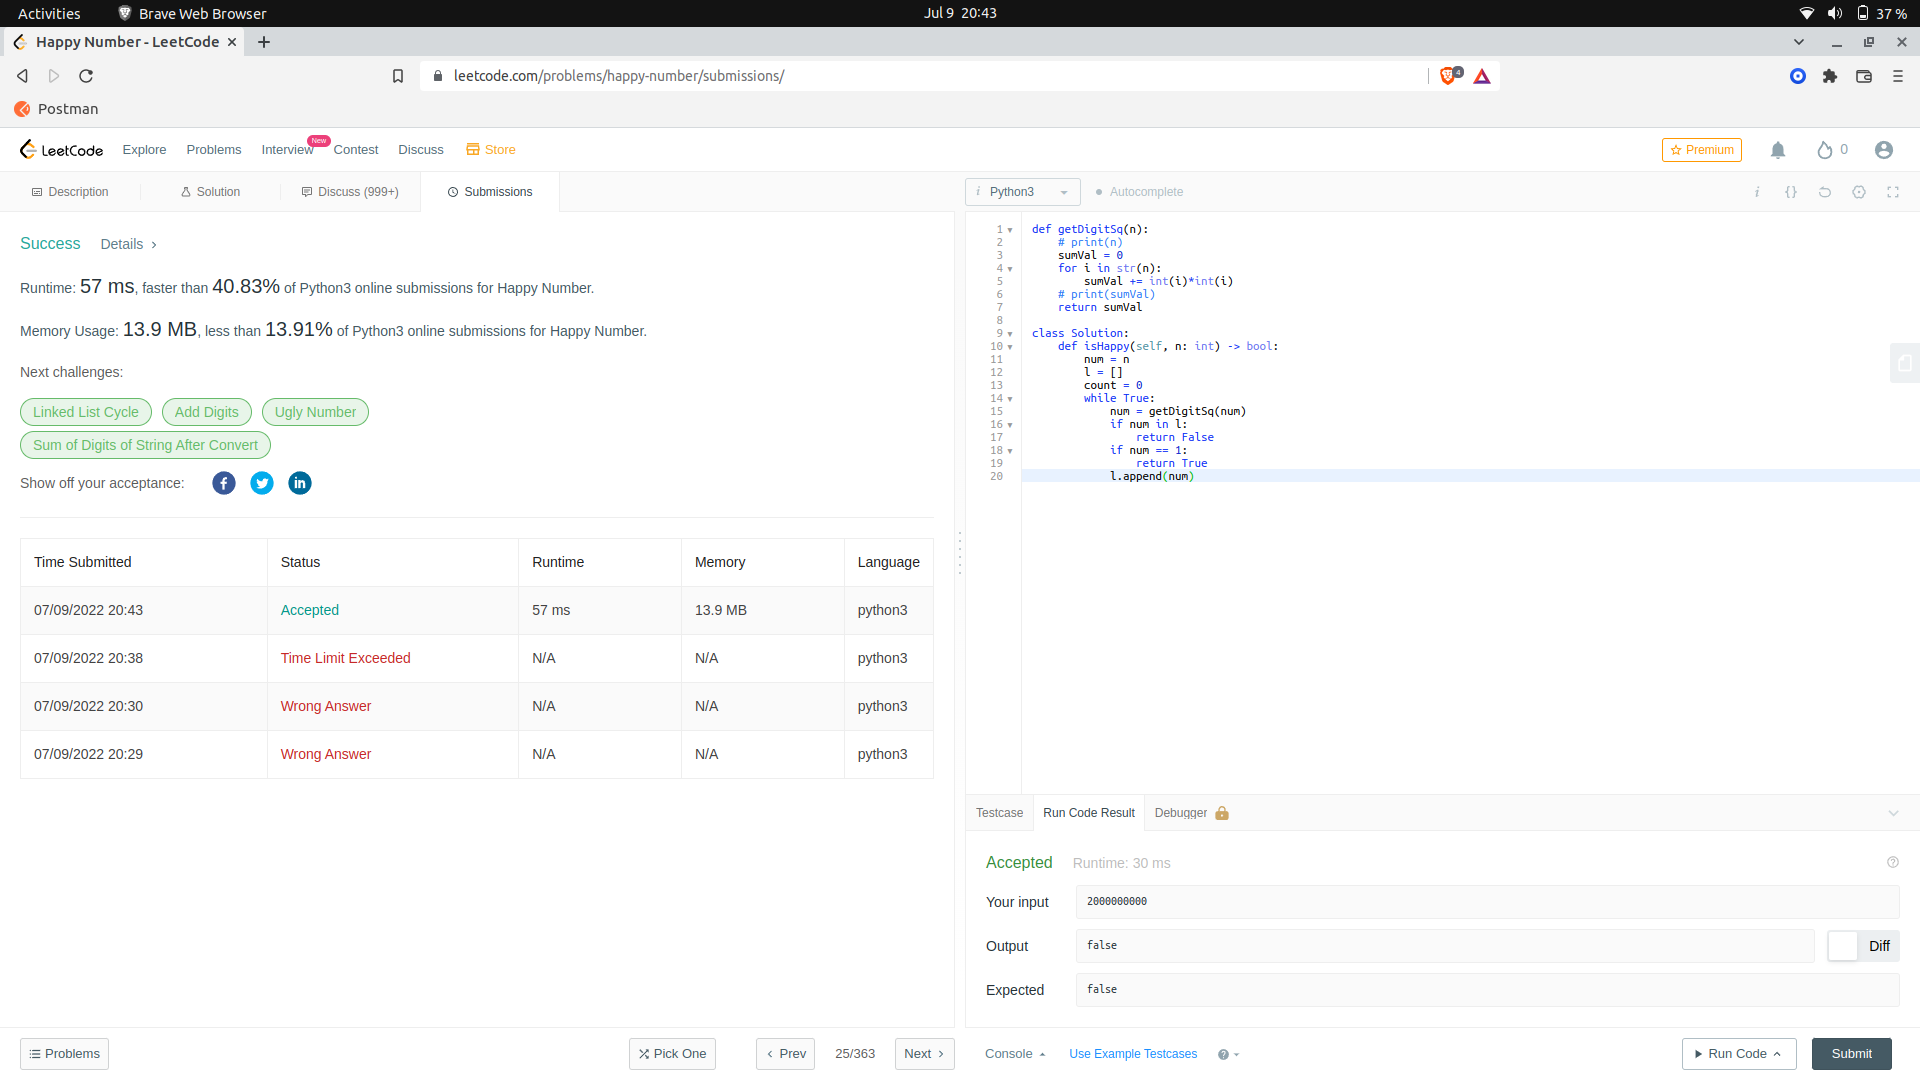 Activities
Brave Web Browser
Jul 9 20:43
37 %
Happy Number - LeetCode
leetcode.com/problems/happy-number/submissions/
4
Postman
LeetCode
Explore
Problems
Interview
New
Contest
Discuss
Store
Premium
0
Description
Solution
Discuss (999+)
Submissions
i Python3
Autocomplete
i
{}
Success
Details
Runtime: 57 ms, faster than 40.83% of Python3 online submissions for Happy Number.
Memory Usage: 13.9 MB, less than 13.91% of Python3 online submissions for Happy Number.
Next challenges:
Linked List Cycle
Add Digits
Ugly Number
Sum of Digits of String After Convert
Show off your acceptance:
Time Submitted Status Runtime Memory Language
07/09/2022 20:43 Accepted 57 ms 13.9 MB python3
07/09/2022 20:38 Time Limit Exceeded N/A N/A python3
07/09/2022 20:30 Wrong Answer N/A N/A python3
07/09/2022 20:29 Wrong Answer N/A N/A python3
1 def getDigitSq(n):
2 # print(n)
3 sumVal = 0
4 for i in str(n):
5 sumVal += int(i)*int(i)
6 # print(sumVal)
7 return sumVal
8
9 class Solution:
10 def isHappy(self, n: int) -> bool:
11 num = n
12 l = []
13 count = 0
14 while True:
15 num = getDigitSq(num)
16 if num in l:
17 return False
18 if num == 1:
19 return True
20 l.append(num)
Testcase
Run Code Result
Debugger
Accepted
Runtime: 30 ms
Your input
2000000000
Output
false
Diff
Expected
false
Problems
Pick One
Prev
25/363
Next
Console
Use Example Testcases
Run Code
Submit